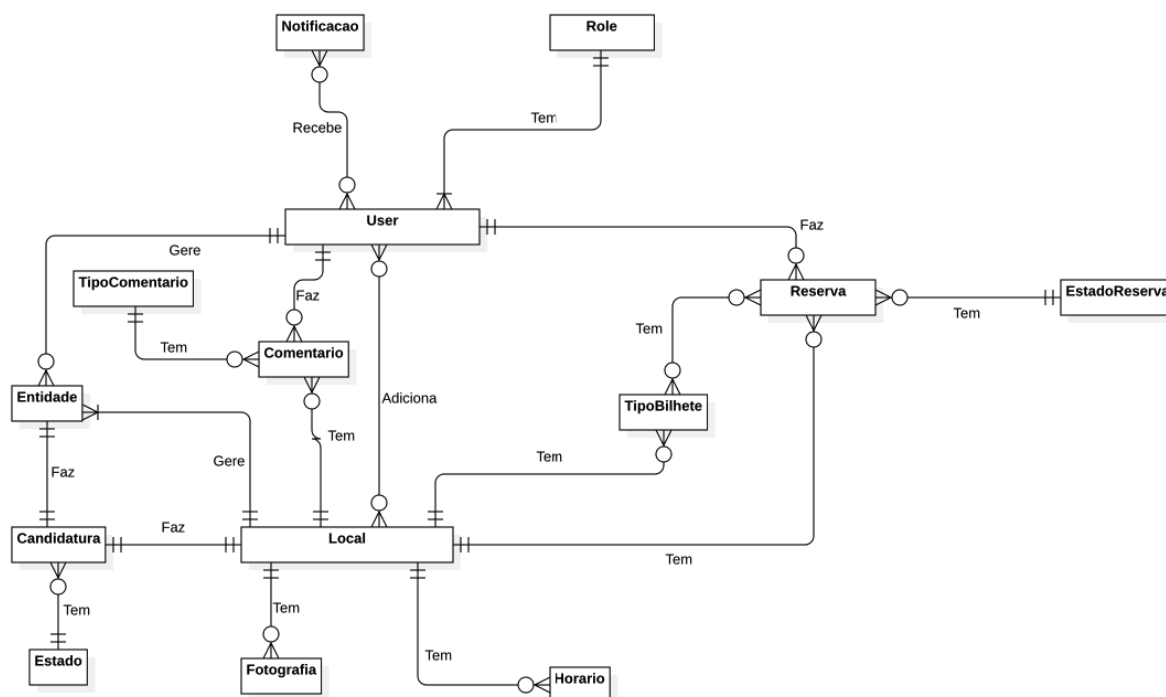 Notificacao
Role
Tem
Recebe
User
Faz
Gere
TipoComentario
Faz
Reserva
EstadoReserva
Tem
Tem
Tem
Comentario
Entidade
Adiciona
TipoBilhete
Tem
Gere
Tem
Faz
Faz
Candidatura
Local
Tem
Tem
Tem
Tem
Estado
Fotografia
Horario